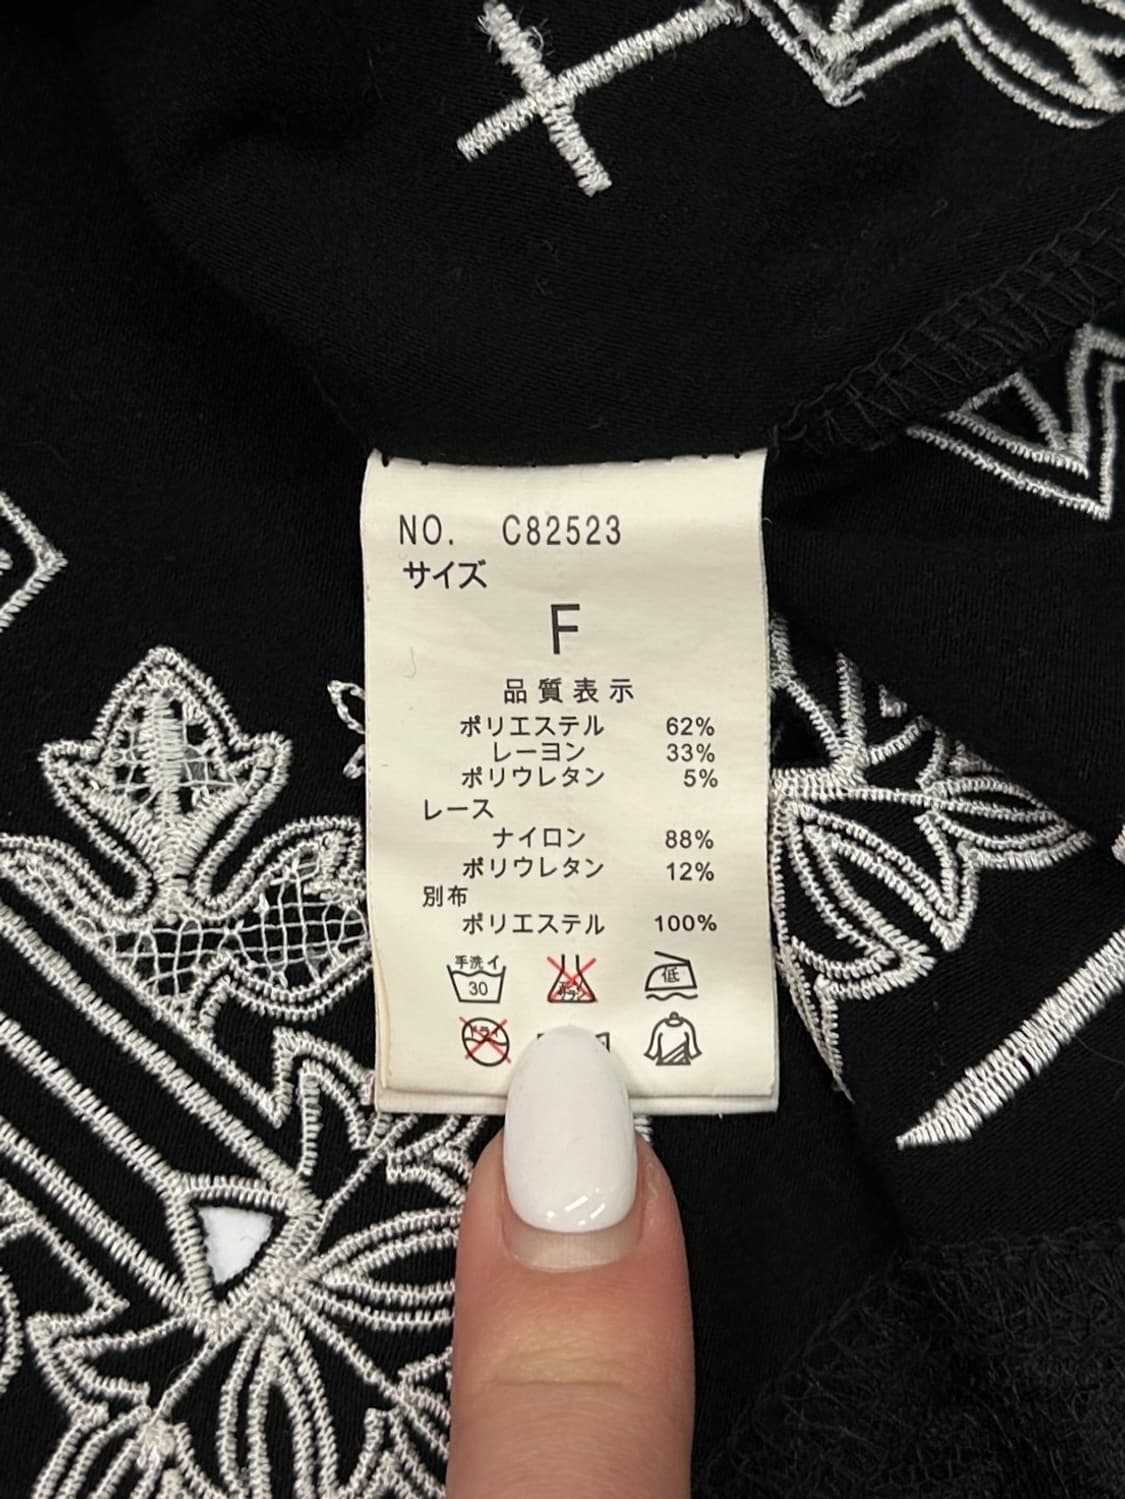 NO. C82523
サイズ
F
品質表示
ポリエステル 62%
レーヨン 33%
ポリウレタン 5%
レース
ナイロン 88%
ポリウレタン 12%
別布
ポリエステル 100%
手洗イ 30
低
ドライ